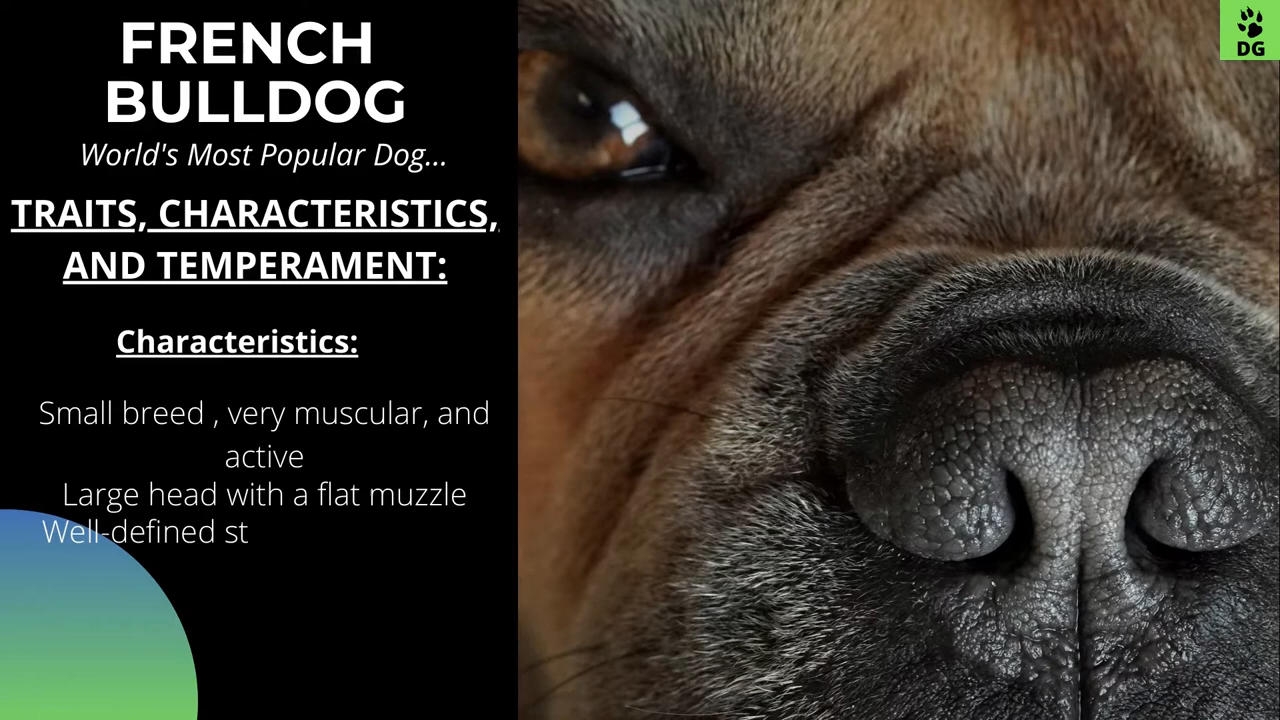 FRENCH
BULLDOG
World's Most Popular Dog...
TRAITS, CHARACTERISTICS,
AND TEMPERAMENT:
Characteristics:
Small breed , very muscular, and
active
Large head with a flat muzzle
Well-defined st
DG